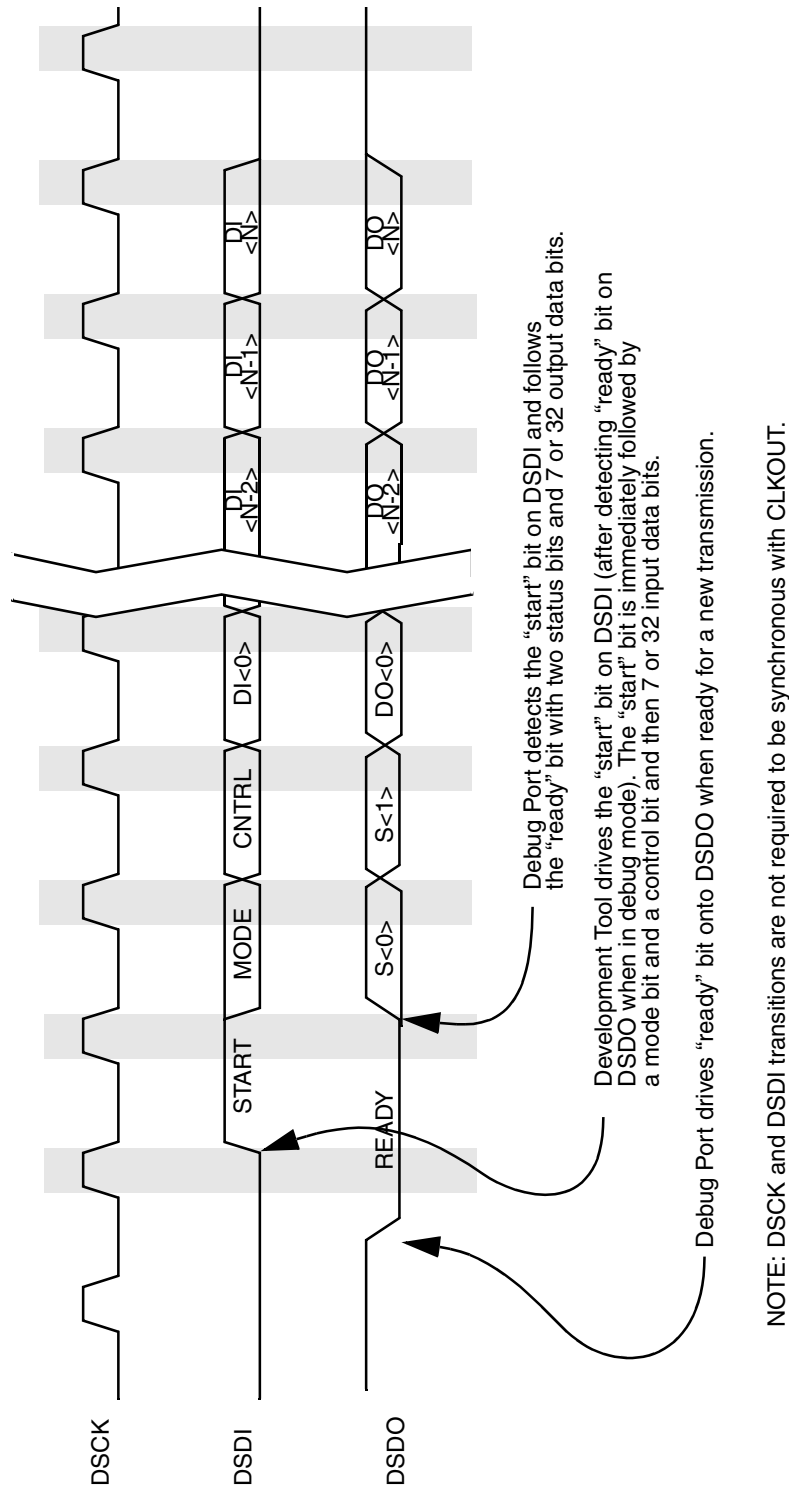 DSCK
DSDI
START
MODE
CNTRL
DI<0>
DI
<N-2>
DI
<N-1>
DI
<N>
DSDO
READY
S<0>
S<1>
DO<0>
DO
<N-2>
DO
<N-1>
DO
<N>
Debug Port detects the “start” bit on DSDI and follows
the “ready” bit with two status bits and 7 or 32 output data bits.
Development Tool drives the “start” bit on DSDI (after detecting “ready” bit on
DSDO when in debug mode). The “start” bit is immediately followed by
a mode bit and a control bit and then 7 or 32 input data bits.
Debug Port drives “ready” bit onto DSDO when ready for a new transmission.
NOTE: DSCK and DSDI transitions are not required to be synchronous with CLKOUT.